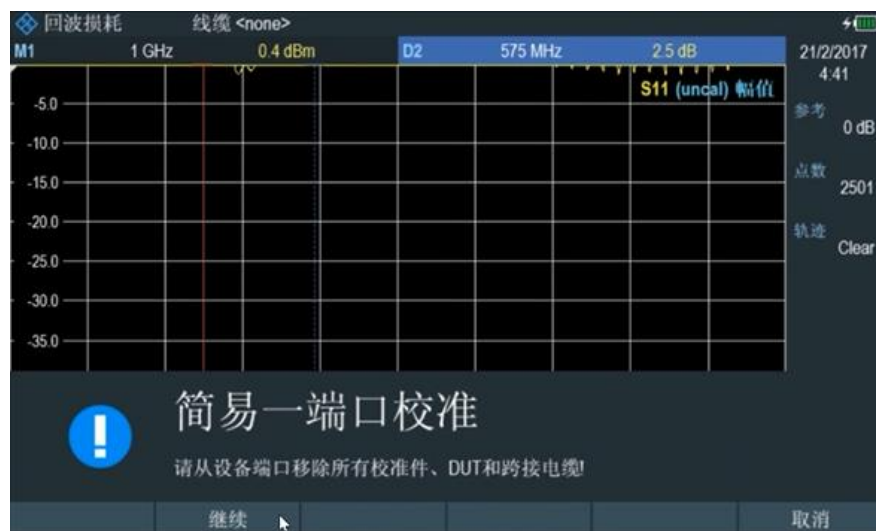 回波损耗 线缆 <none>
M1 1 GHz 0.4 dBm D2 575 MHz 2.5 dB 21/2/2017
4:41
S11 (uncal) 幅值
参考
0 dB
点数
2501
轨迹
Clear
-5.0
-10.0
-15.0
-20.0
-25.0
-30.0
-35.0
简易一端口校准
请从设备端口移除所有校准件、DUT和跨接电缆!
继续 取消